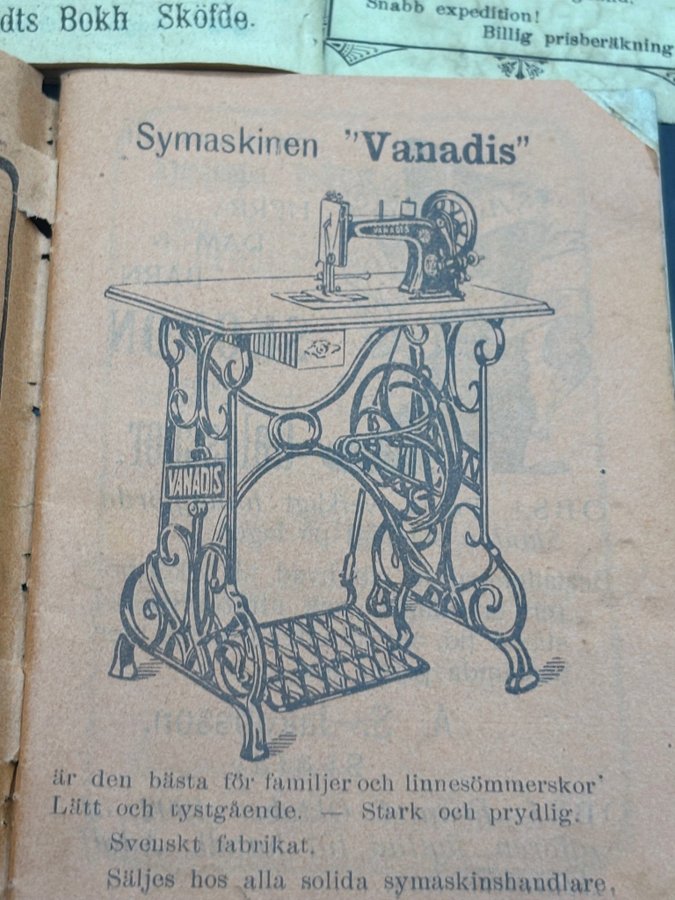 dts Bokh Sköfde.
Snabb expedition!
Billig prisberäkning
Symaskinen "Vanadis"
VANADIS
VANADIS
är den bästa för familjer och linnesömmerskor'
Lätt och tystgående. — Stark och prydlig.
Svenskt fabrikat.
Säljes hos alla solida symaskinshandlare,